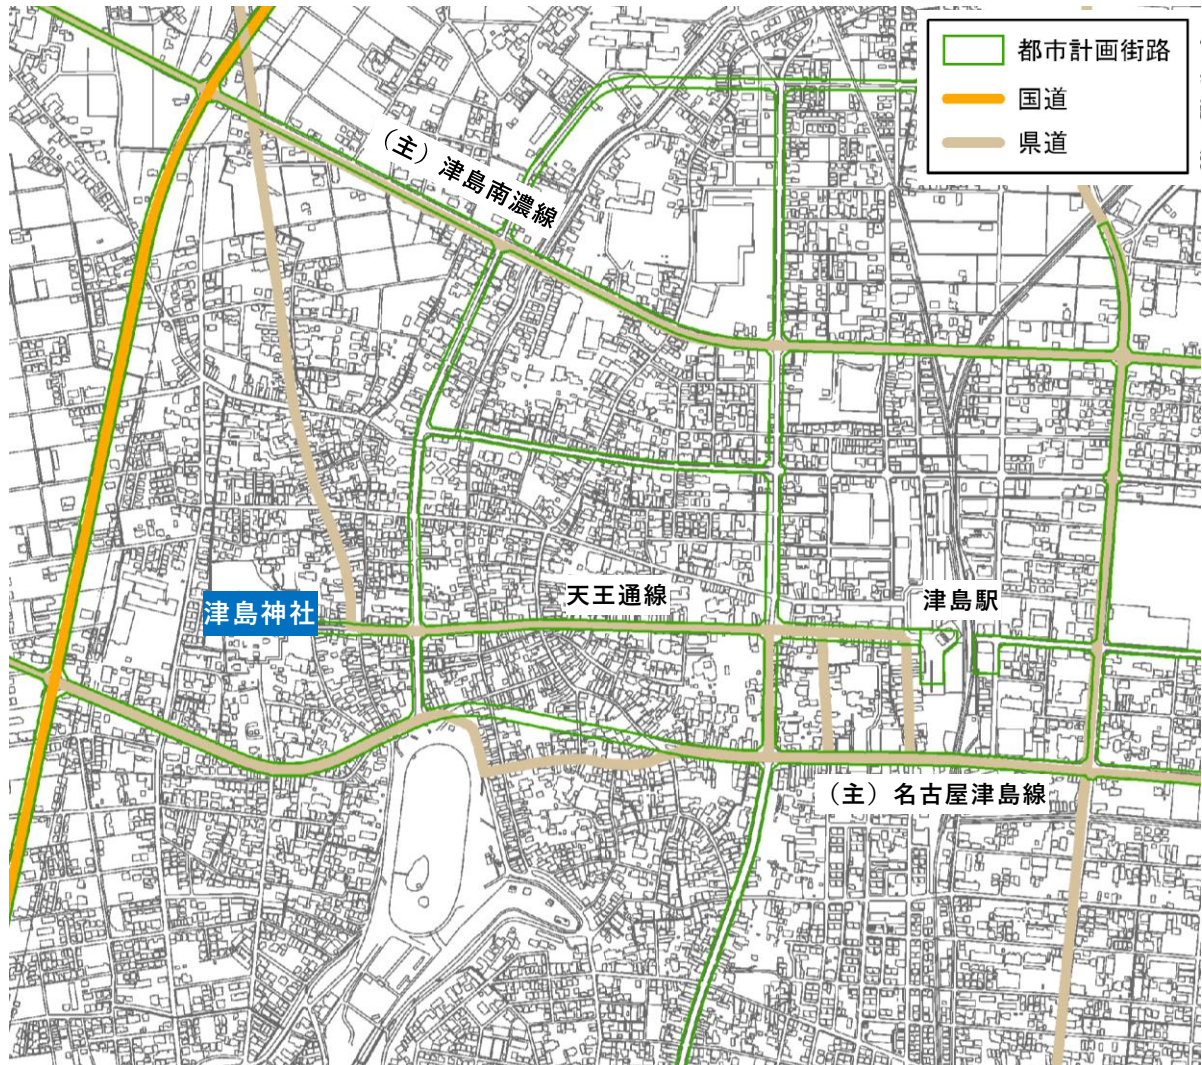 都市計画街路
国道
県道
（主）津島南濃線
天王通線
津島駅
津島神社
（主）名古屋津島線